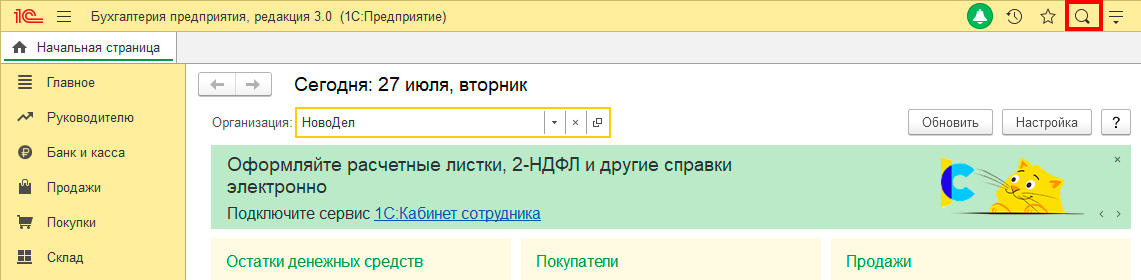 1С Бухгалтерия предприятия, редакция 3.0 (1С:Предприятие)
Начальная страница
Главное
Руководителю
Банк и касса
Продажи
Покупки
Склад
Сегодня: 27 июля, вторник
Организация: НовоДел
Обновить
Настройка
?
Оформляйте расчетные листки, 2-НДФЛ и другие справки
электронно
Подключите сервис 1С:Кабинет сотрудника
Остатки денежных средств
Покупатели
Продажи